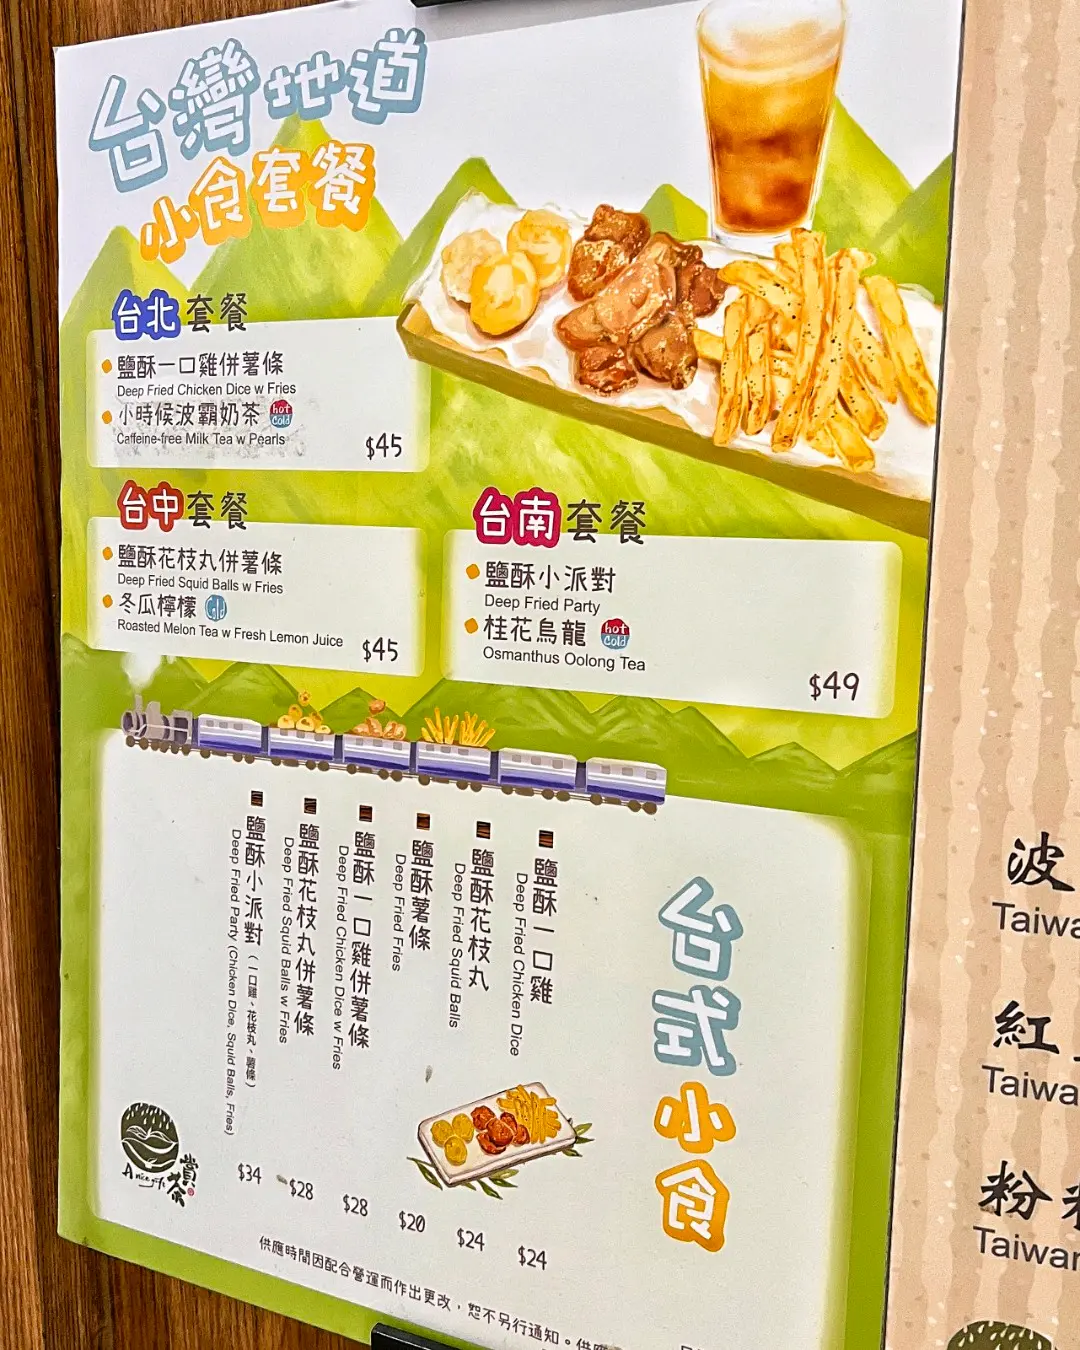 台灣地道
小食套餐
台北套餐
鹽酥一口雞併薯條
Deep Fried Chicken Dice w Fries
小時候波霸奶茶 hot cold
Caffeine-free Milk Tea w Pearls
$45
台中套餐
鹽酥花枝丸併薯條
Deep Fried Squid Balls w Fries
冬瓜檸檬 Cold
Roasted Melon Tea w Fresh Lemon Juice
$45
台南套餐
鹽酥小派對
Deep Fried Party
桂花烏龍 hot cold
Osmanthus Oolong Tea
$49
台式小食
鹽酥一口雞
Deep Fried Chicken Dice
$24
鹽酥花枝丸
Deep Fried Squid Balls
$24
鹽酥薯條
Deep Fried Fries
$20
鹽酥一口雞併薯條
Deep Fried Chicken Dice w Fries
$28
鹽酥花枝丸併薯條
Deep Fried Squid Balls w Fries
$28
鹽酥小派對（一口雞、花枝丸、薯條）
Deep Fried Party (Chicken Dice, Squid Balls, Fries)
$34
A nice gift
賞茶
供應時間因配合營運而作出更改，恕不另行通知。供應
波
Taiwa
紅
Taiwa
粉
Taiwan